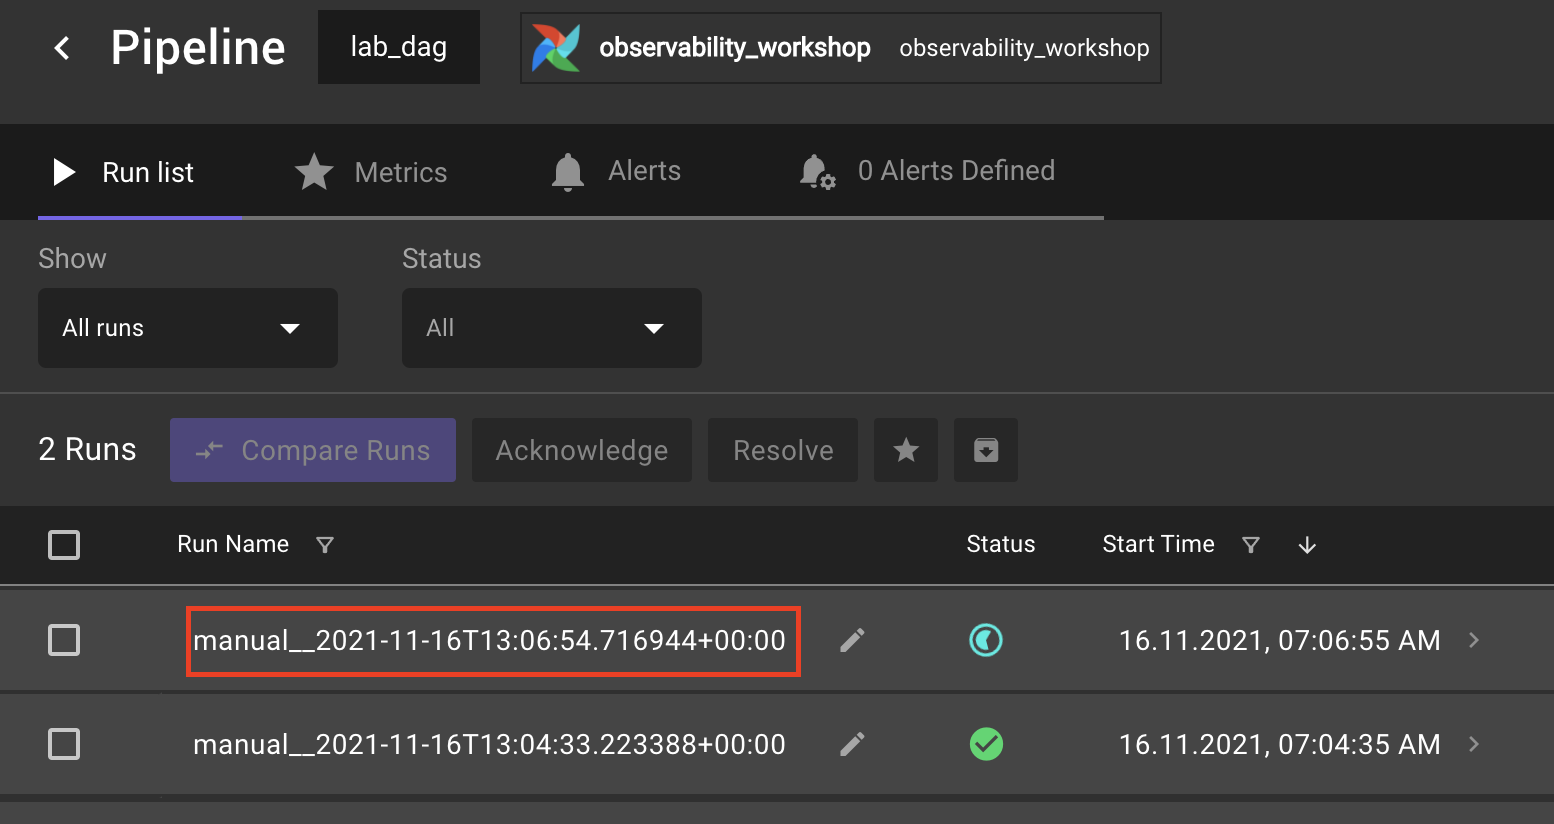 Pipeline lab_dag observability_workshop observability_workshop
Run list Metrics Alerts 0 Alerts Defined
Show Status
All runs All
2 Runs Compare Runs Acknowledge Resolve
Run Name Status Start Time
manual__2021-11-16T13:06:54.716944+00:00 16.11.2021, 07:06:55 AM
manual__2021-11-16T13:04:33.223388+00:00 16.11.2021, 07:04:35 AM